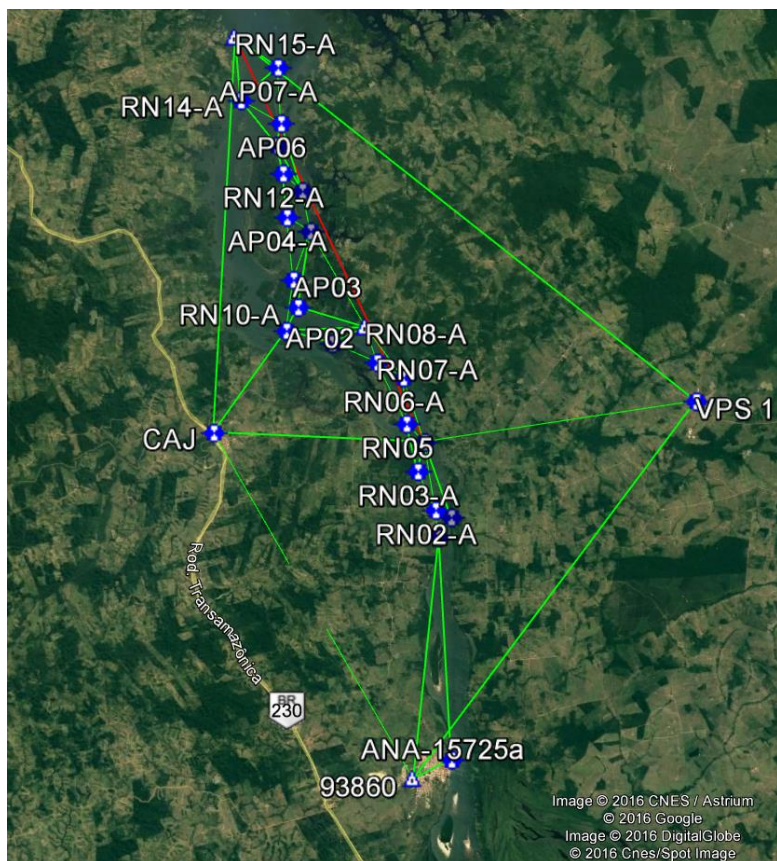 RN15-A
AP07-A
RN14-A
AP06
RN12-A
AP04-A
AP03
RN10-A
AP02
RN08-A
RN07-A
VPS 1
RN06-A
CAJ
RN05
RN03-A
RN02-A
Rod. Transamazônica
BR
230
ANA-15725a
93860
Image © 2016 CNES / Astrium
© 2016 Google
Image © 2016 DigitalGlobe
© 2016 Cnes/Spot Image